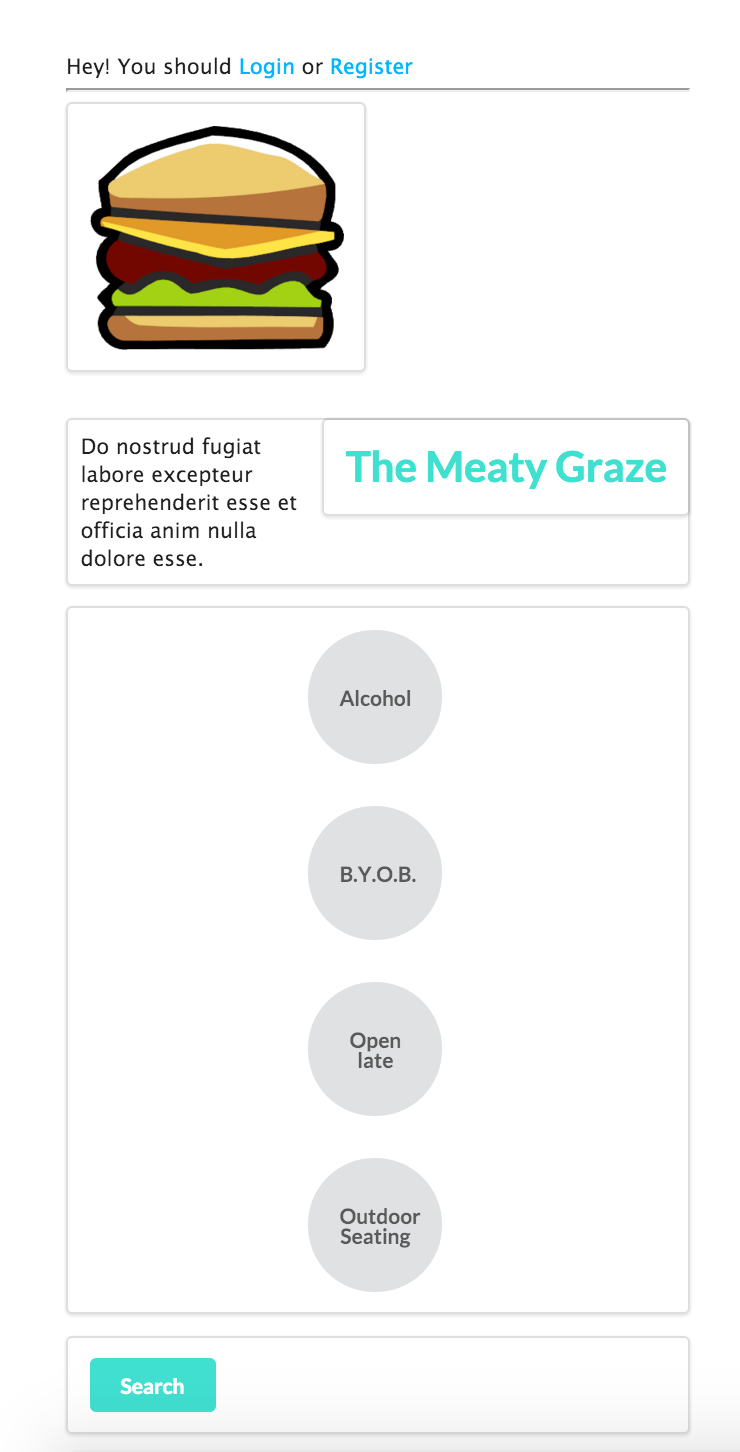 Hey! You should Login or Register
Do nostrud fugiat
labore excepteur
reprehenderit esse et
officia anim nulla
dolore esse.
The Meaty Graze
Alcohol
B.Y.O.B.
Open
late
Outdoor
Seating
Search